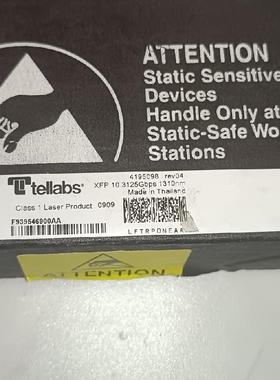 ATTENTION
Static Sensitive
Devices
Handle Only at
Static-Safe Wo
Stations
tellabs
4195098 rev04
XFP 10.3125Gbps 1310nm
Made in Thailand
Class 1 Laser Product 0909
F939546900AA
LFTRPDNEAA